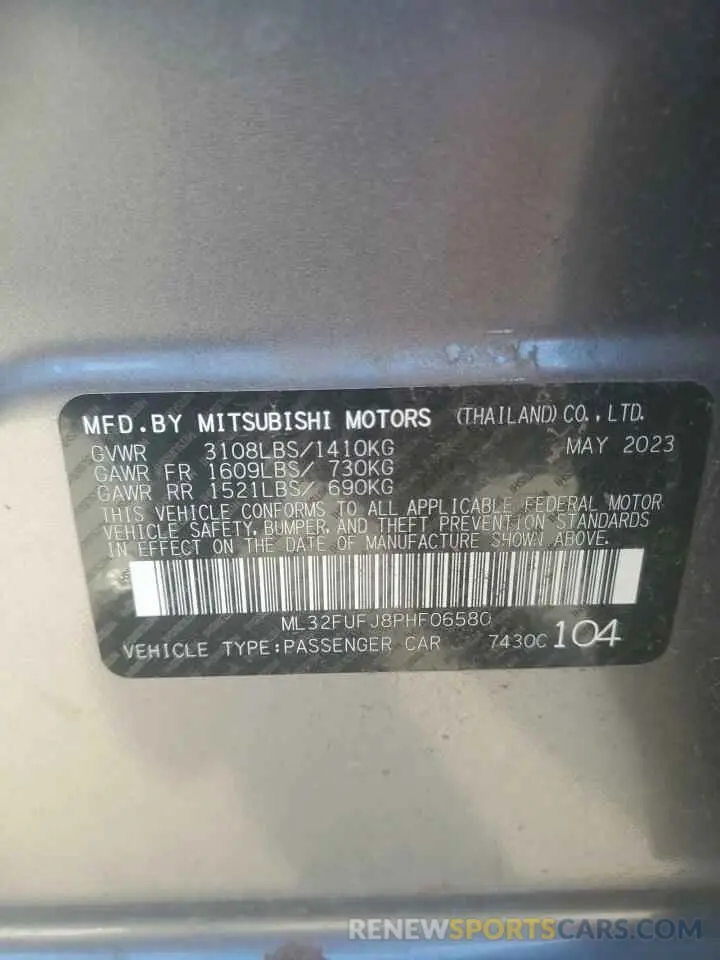 MFD.BY MITSUBISHI MOTORS (THAILAND) CO., LTD.
GVWR 3108LBS/1410KG MAY 2023
GAWR FR 1609LBS/ 730KG
GAWR RR 1521LBS/ 690KG
THIS VEHICLE CONFORMS TO ALL APPLICABLE FEDERAL MOTOR
VEHICLE SAFETY, BUMPER, AND THEFT PREVENTION STANDARDS
IN EFFECT ON THE DATE OF MANUFACTURE SHOWN ABOVE.
ML32FUFJ8PHF06580
VEHICLE TYPE:PASSENGER CAR 7430C 104
RENEWSPORTSCARS.COM